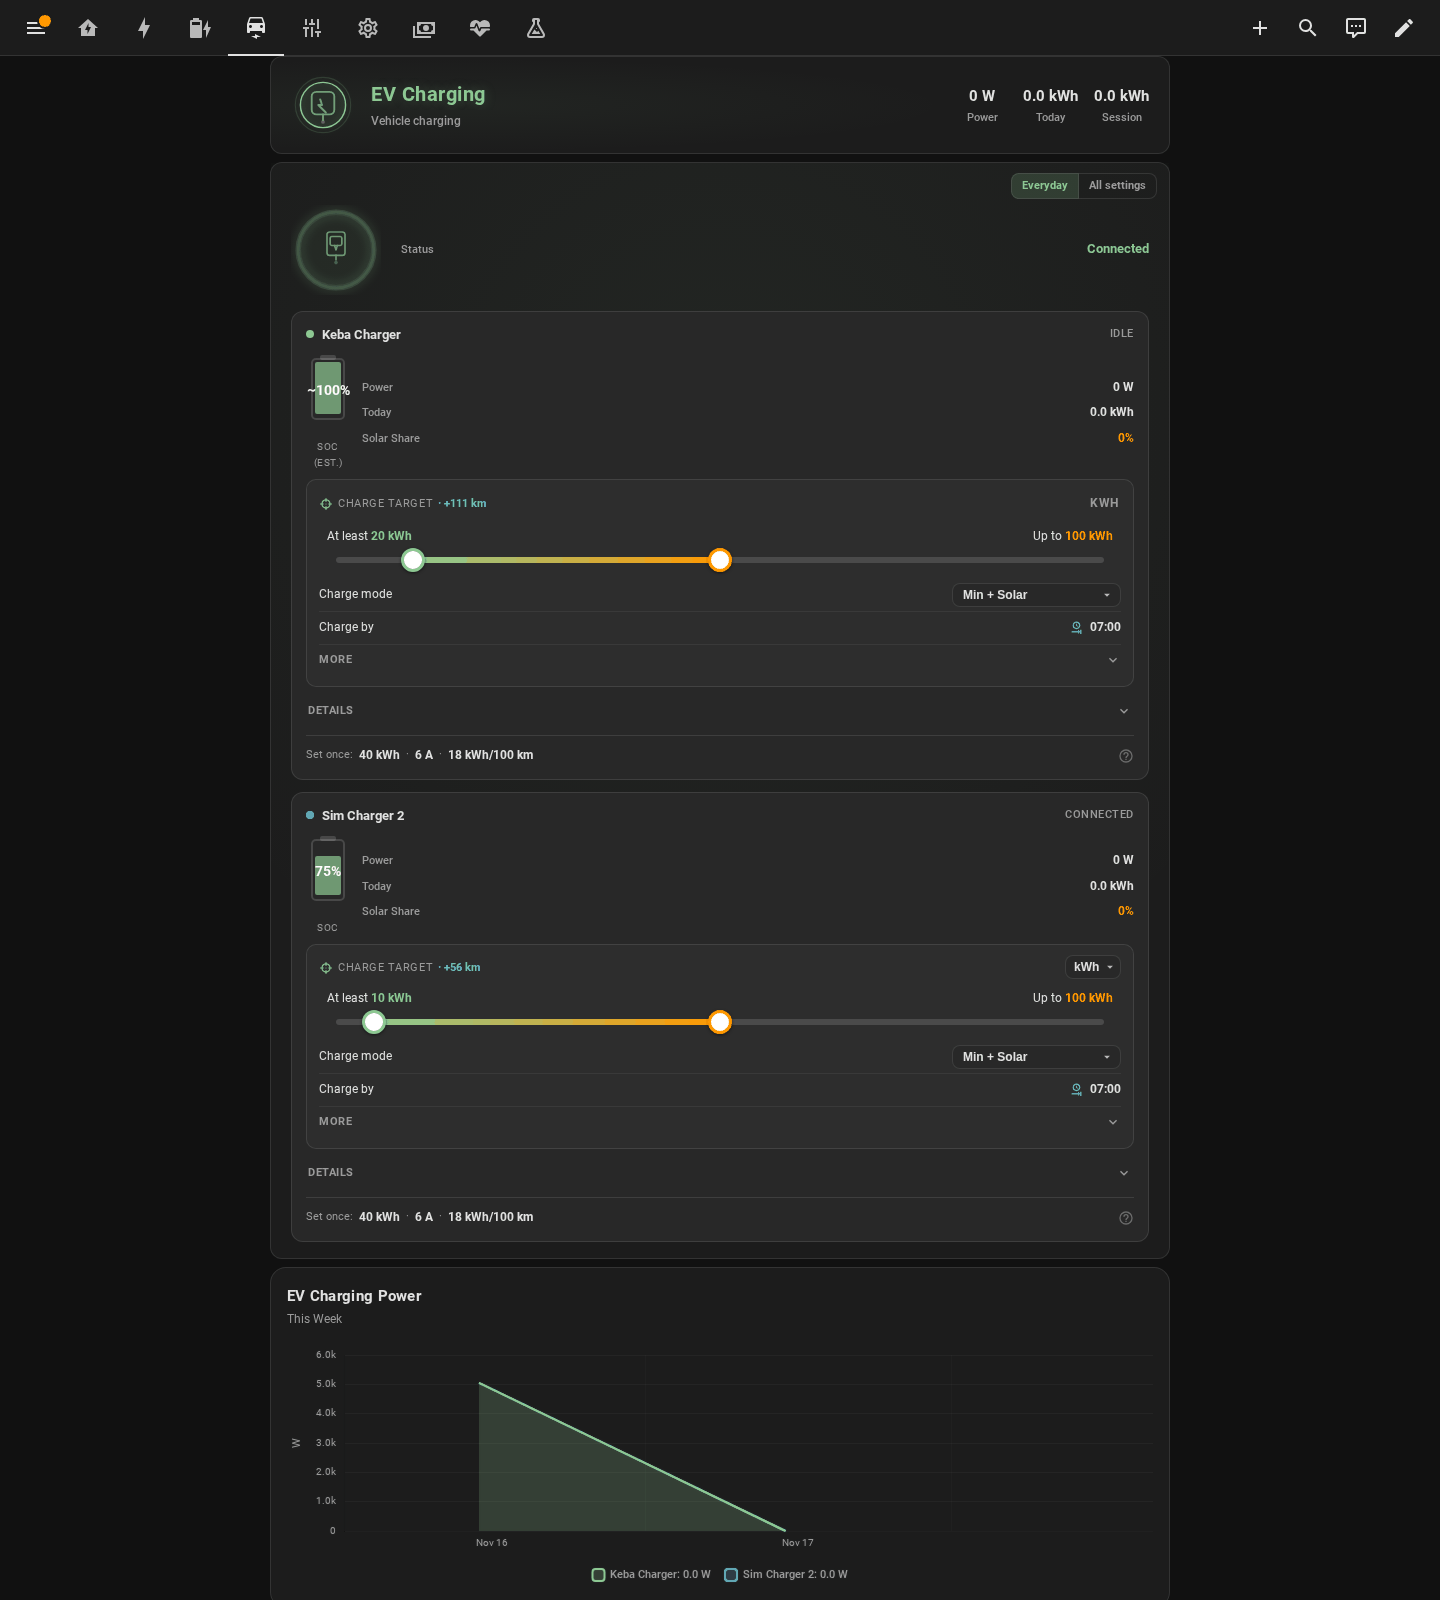 EV Charging
Vehicle charging
0 W
Power
0.0 kWh
Today
0.0 kWh
Session
Everyday
All settings
Status
Connected
Keba Charger
IDLE
~100%
SOC
(EST.)
Power
0 W
Today
0.0 kWh
Solar Share
0%
CHARGE TARGET · +111 km
KWH
At least 20 kWh
Up to 100 kWh
Charge mode
Min + Solar
Charge by
07:00
MORE
DETAILS
Set once: 40 kWh · 6 A · 18 kWh/100 km
Sim Charger 2
CONNECTED
75%
SOC
Power
0 W
Today
0.0 kWh
Solar Share
0%
CHARGE TARGET · +56 km
kWh
At least 10 kWh
Up to 100 kWh
Charge mode
Min + Solar
Charge by
07:00
MORE
DETAILS
Set once: 40 kWh · 6 A · 18 kWh/100 km
EV Charging Power
This Week
W
6.0k
5.0k
4.0k
3.0k
2.0k
1.0k
0
Nov 16
Nov 17
Keba Charger: 0.0 W
Sim Charger 2: 0.0 W